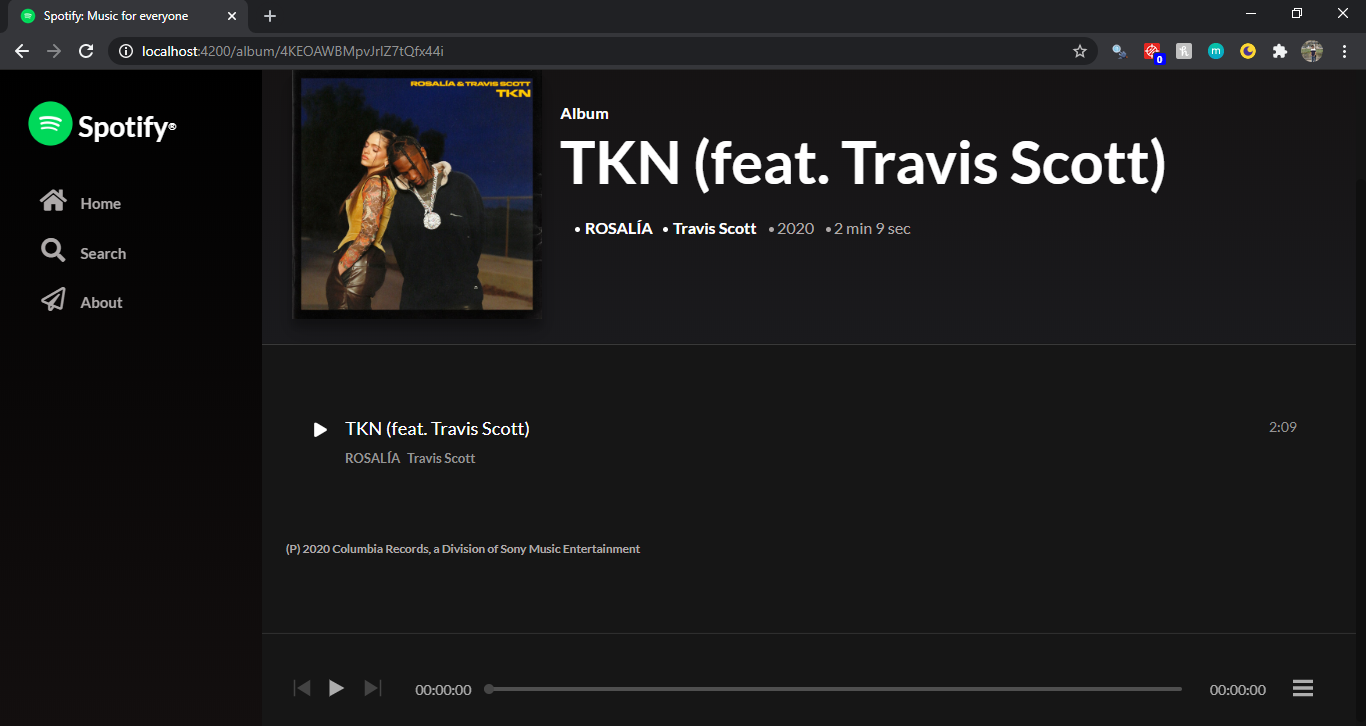 Spotify: Music for everyone
localhost:4200/album/4KEOAWBMpvJrIZ7tQfx44i
0
m
Spotify®
Home
Search
About
ROSALÍA & TRAVIS SCOTT
TKN
Album
TKN (feat. Travis Scott)
• ROSALÍA • Travis Scott • 2020 • 2 min 9 sec
TKN (feat. Travis Scott) 2:09
ROSALÍA Travis Scott
(P) 2020 Columbia Records, a Division of Sony Music Entertainment
00:00:00 00:00:00